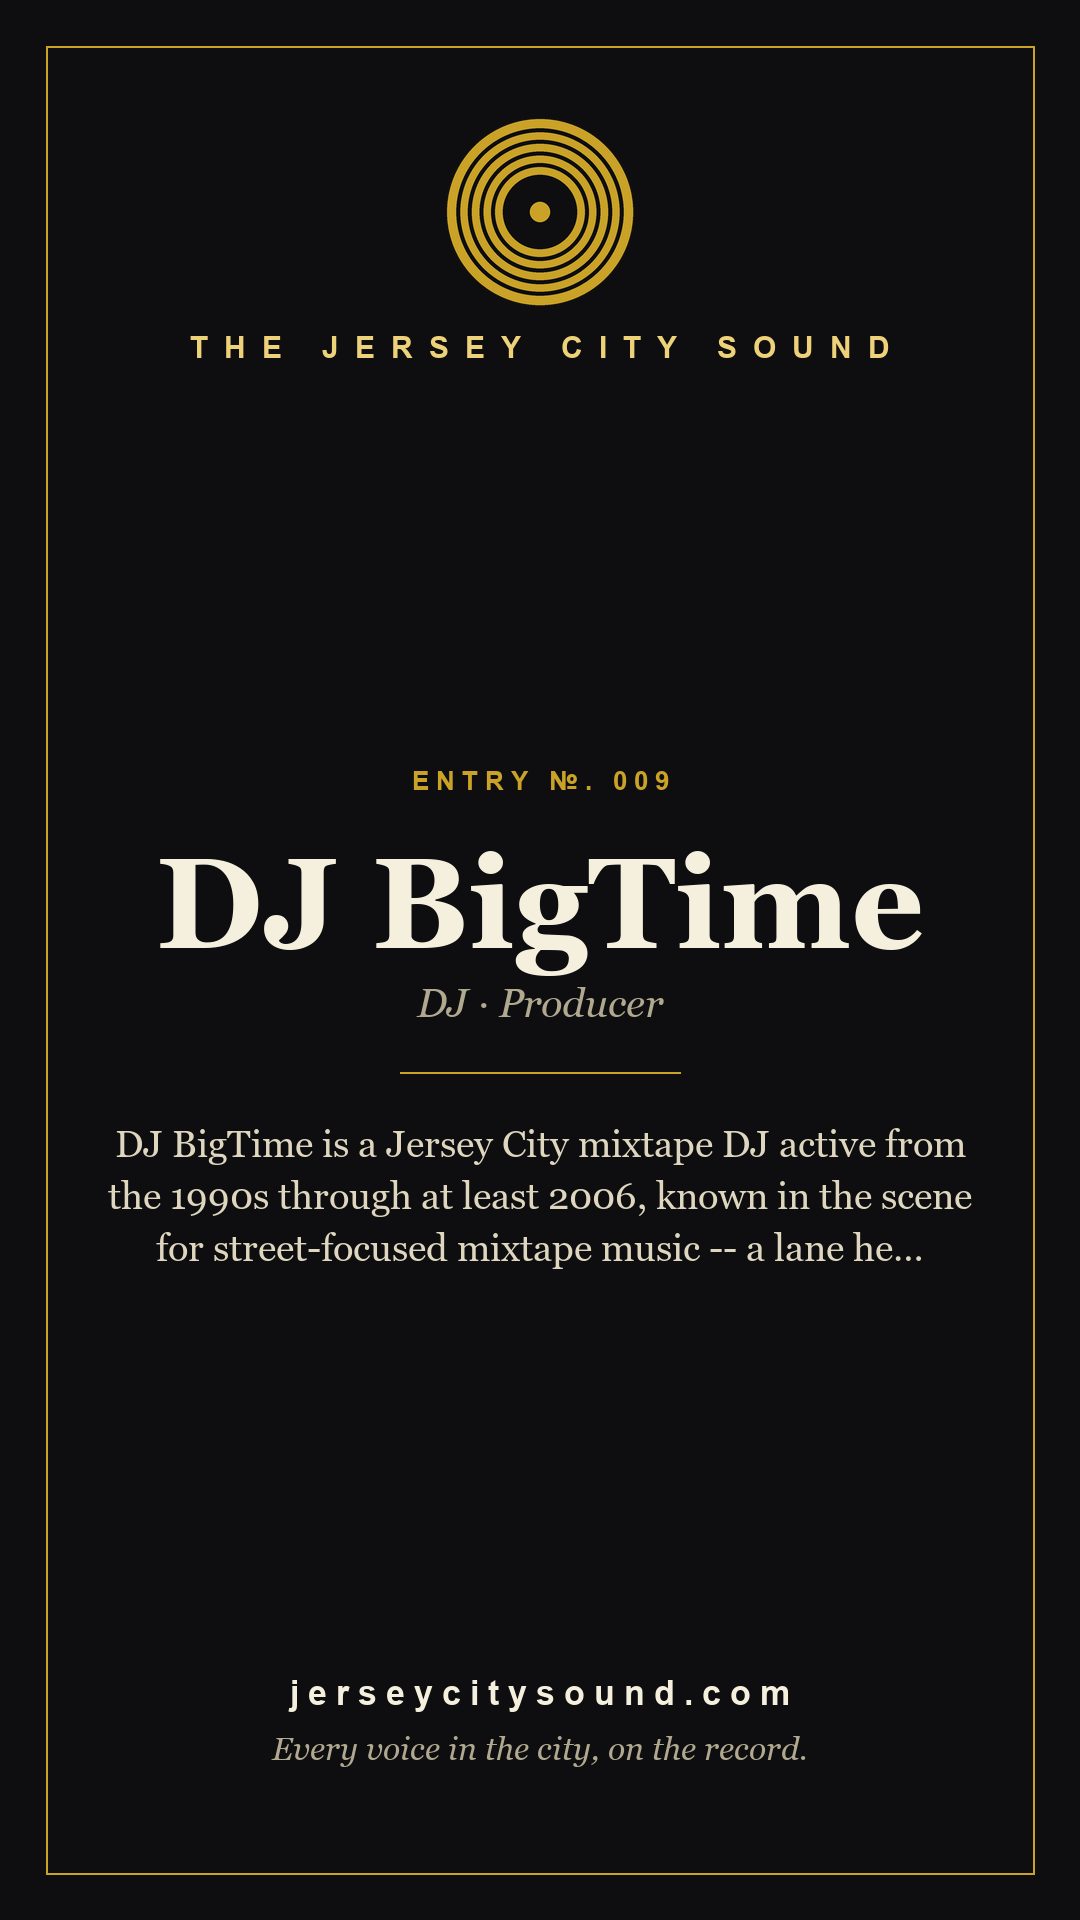 THE JERSEY CITY SOUND
ENTRY №. 009
DJ BigTime
DJ · Producer
DJ BigTime is a Jersey City mixtape DJ active from
the 1990s through at least 2006, known in the scene
for street-focused mixtape music -- a lane he...
jerseycitysound.com
Every voice in the city, on the record.